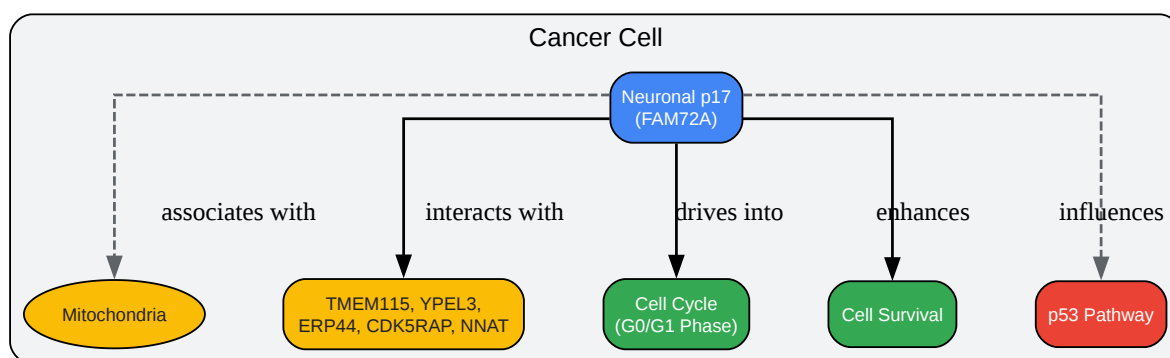 Cancer Cell
Neuronal p17
(FAM72A)
associates with
interacts with
drives into
enhances
influences
Mitochondria
TMEM115, YPEL3,
ERP44, CDK5RAP, NNAT
Cell Cycle
(G0/G1 Phase)
Cell Survival
p53 Pathway